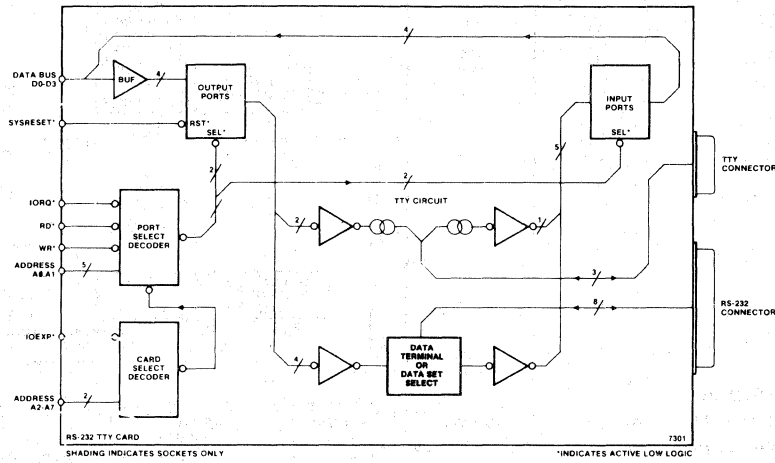 4
DATA BUS
D0-D3
BUF
4
OUTPUT
PORTS
INPUT
PORTS
SYSRESET*
RST*
SEL*
SEL*
5
TTY
CONNECTOR
2
2
IORQ*
RD*
WR*
ADDRESS
A0,A1
5
PORT
SELECT
DECODER
TTY CIRCUIT
2
1
3
8
RS-232
CONNECTOR
IOEXP*
CARD
SELECT
DECODER
ADDRESS
A2-A7
2
4
DATA
TERMINAL
OR
DATA SET
SELECT
RS-232 TTY CARD
7301
SHADING INDICATES SOCKETS ONLY
*INDICATES ACTIVE LOW LOGIC